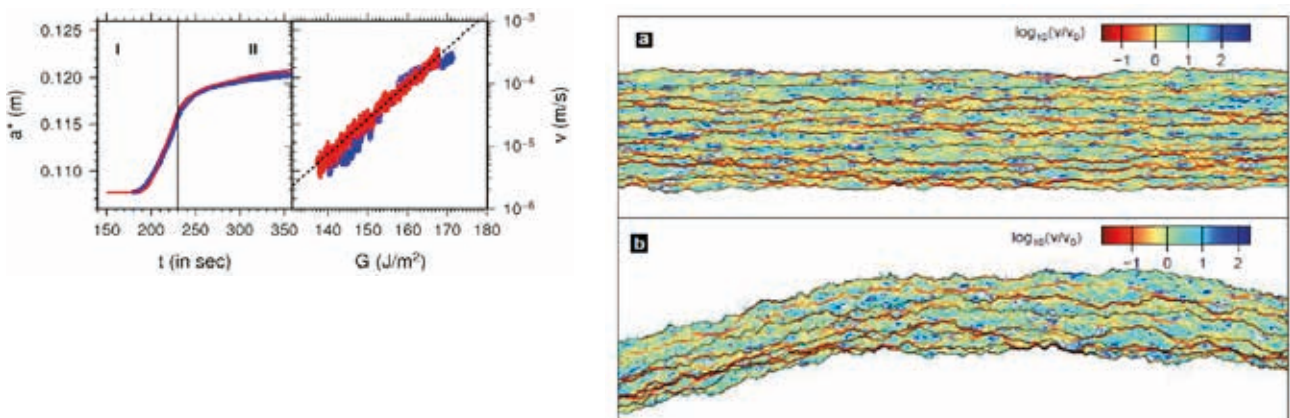 0.125
0.120
0.115
0.110
a* (m)
I
II
150 200 250 300 350
t (in sec)
140 150 160 170 180
G (J/m²)
10⁻³
10⁻⁴
10⁻⁵
10⁻⁶
v (m/s)
a
log₁₀(v/v₀)
−1 0 1 2
b
log₁₀(v/v₀)
−1 0 1 2